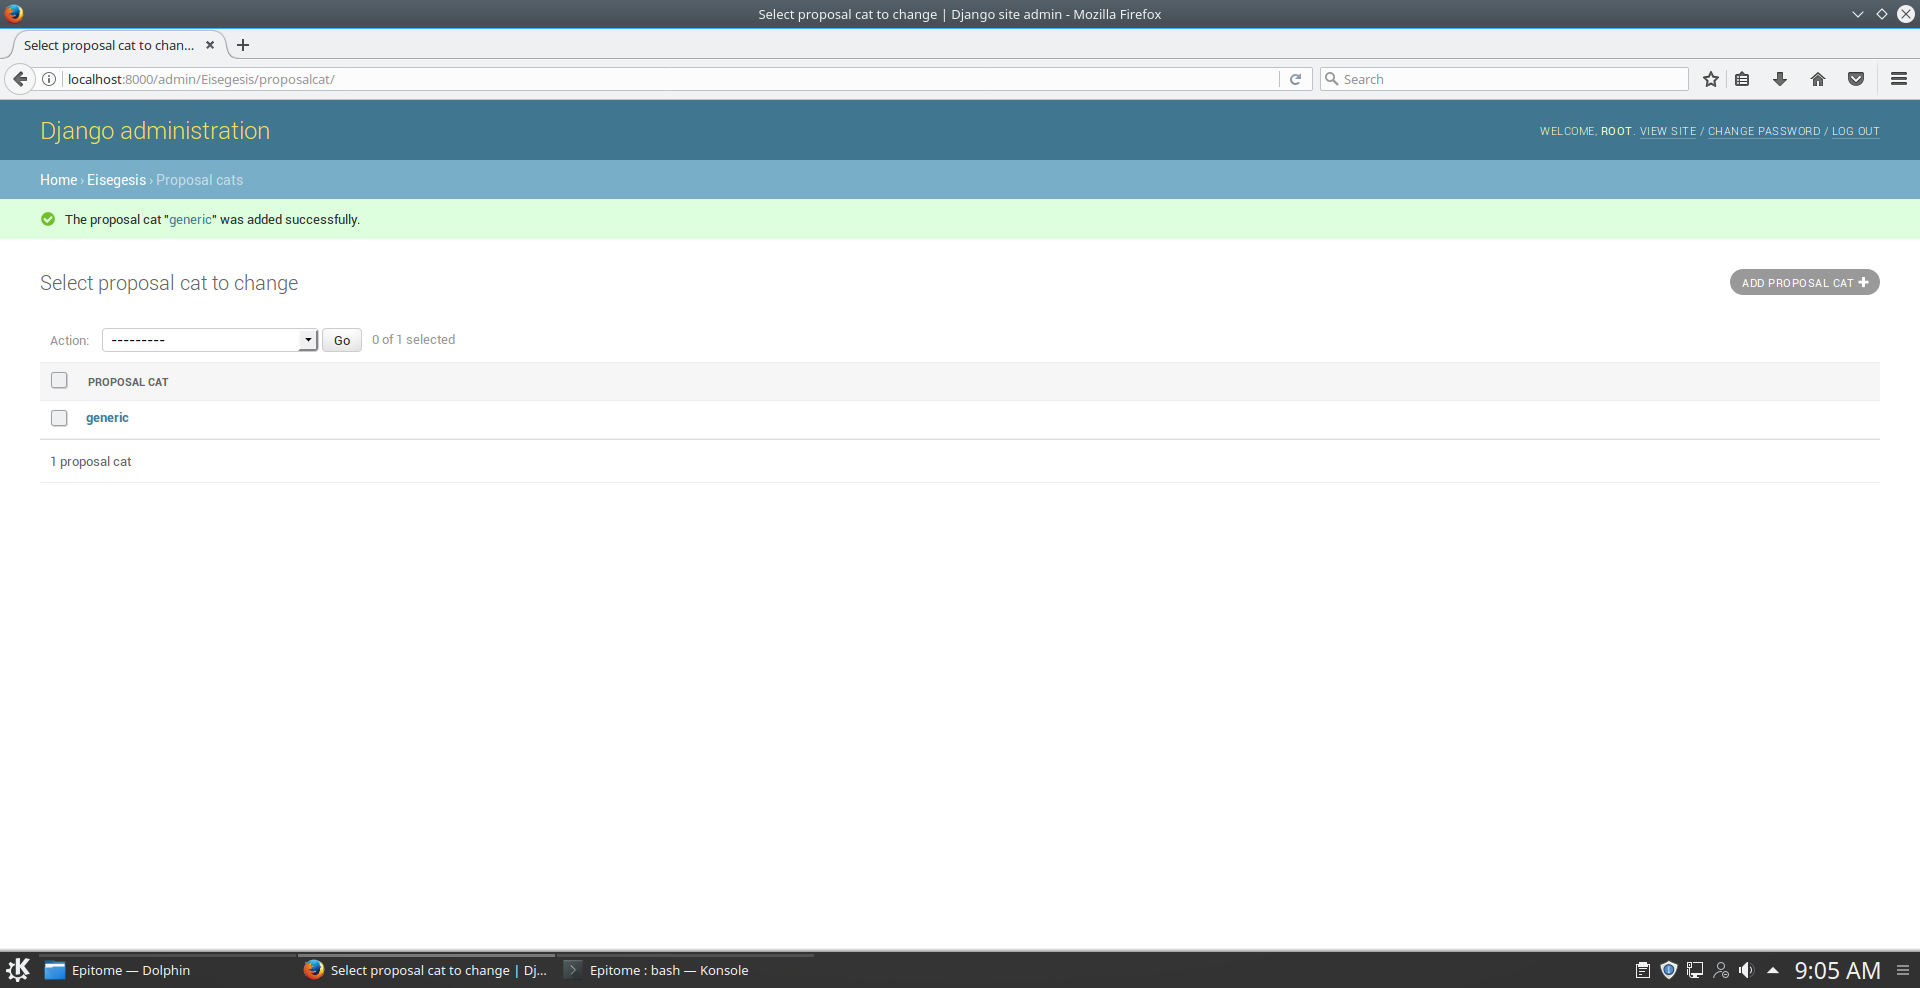 Select proposal cat to change | Django site admin - Mozilla Firefox
Select proposal cat to chan...
localhost:8000/admin/Eisegesis/proposalcat/
Search
Django administration
WELCOME, ROOT. VIEW SITE / CHANGE PASSWORD / LOG OUT
Home › Eisegesis › Proposal cats
The proposal cat "generic" was added successfully.
Select proposal cat to change
ADD PROPOSAL CAT
Action: --------- Go 0 of 1 selected
PROPOSAL CAT
generic
1 proposal cat
Epitome — Dolphin
Select proposal cat to change | Dj...
Epitome : bash — Konsole
9:05 AM